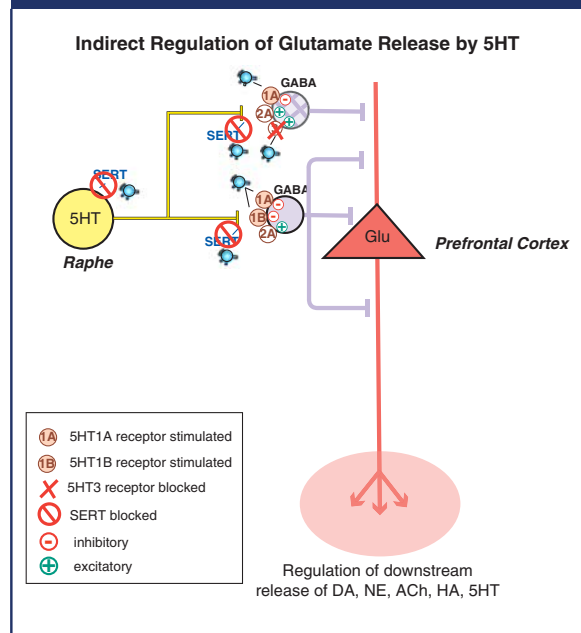 Indirect Regulation of Glutamate Release by 5HT
GABA
1A
2A
SERT
SERT
5HT
Raphe
GABA
1A
1B
2A
SERT
Glu
Prefrontal Cortex
1A 5HT1A receptor stimulated
1B 5HT1B receptor stimulated
5HT3 receptor blocked
SERT blocked
inhibitory
excitatory
Regulation of downstream
release of DA, NE, ACh, HA, 5HT